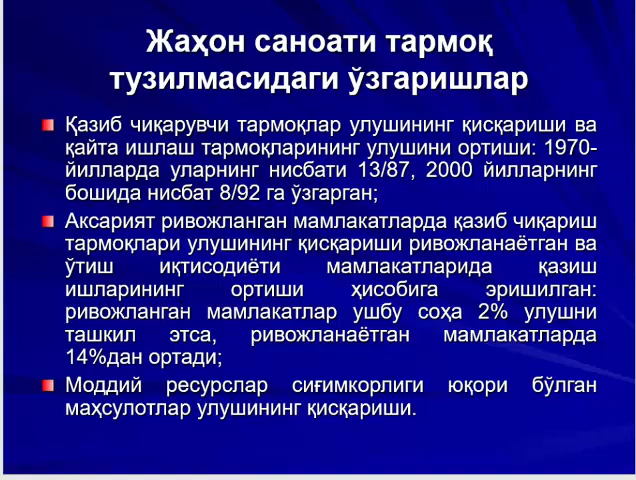 Жаҳон саноати тармоқ
тузилмасидаги ўзгаришлар
Қазиб чиқарувчи тармоқлар улушининг қисқариши ва
қайта ишлаш тармоқларининг улушини ортиши: 1970-
йилларда уларнинг нисбати 13/87, 2000 йилларнинг
бошида нисбат 8/92 га ўзгарган;
Аксарият ривожланган мамлакатларда қазиб чиқариш
тармоқлари улушининг қисқариши ривожланаётган ва
ўтиш иқтисодиёти мамлакатларида қазиш
ишларининг ортиши ҳисобига эришилган:
ривожланган мамлакатлар ушбу соҳа 2% улушни
ташкил этса, ривожланаётган мамлакатларда
14%дан ортади;
Моддий ресурслар сиғимкорлиги юқори бўлган
маҳсулотлар улушининг қисқариши.